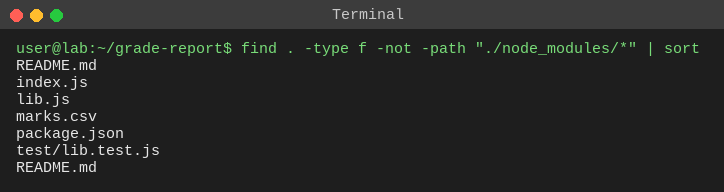 Terminal
user@lab:~/grade-report$ find . -type f -not -path "./node_modules/*" | sort
README.md
index.js
lib.js
marks.csv
package.json
test/lib.test.js
README.md